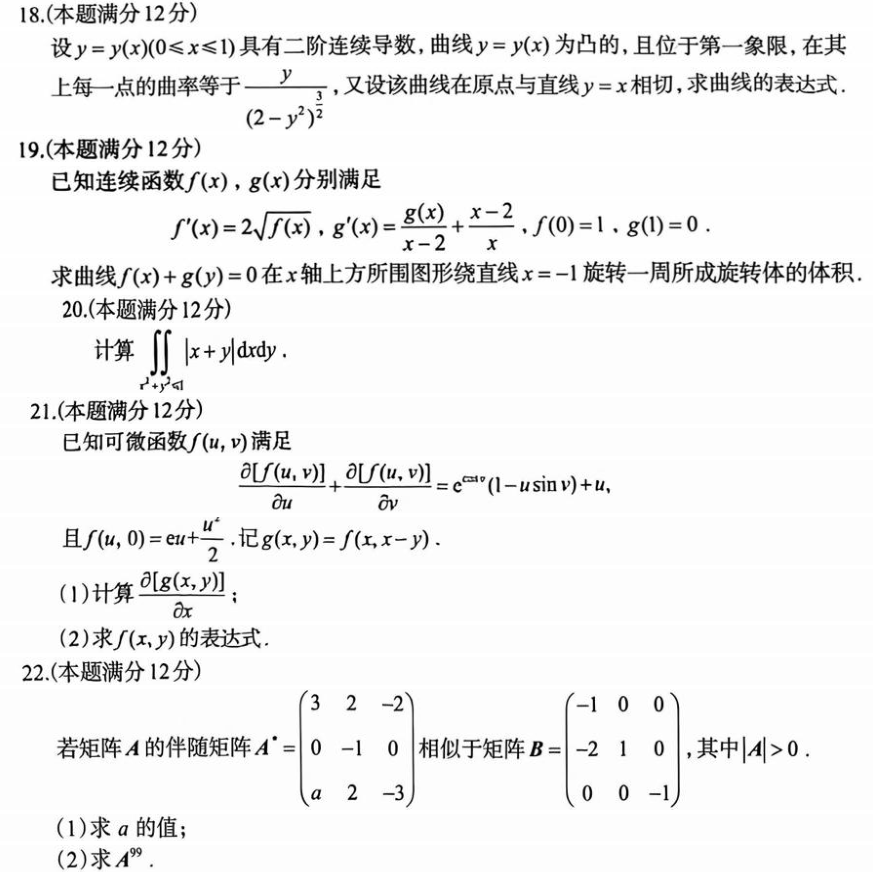 18.(本题满分12分)
设y=y(x)(0⩽x⩽1)具有二阶连续导数,曲线y=y(x)为凸的,且位于第一象限,在其
上每一点的曲率等于 y/(2−y²)^(3/2) ,又设该曲线在原点与直线y=x相切,求曲线的表达式.
19.(本题满分12分)
已知连续函数f(x),g(x)分别满足
f′(x)=2√f(x),g′(x)=g(x)/(x−2)+(x−2)/x,f(0)=1,g(1)=0.
求曲线f(x)+g(y)=0在x轴上方所围图形绕直线x=−1旋转一周所成旋转体的体积.
20.(本题满分12分)
计算 ∬_(x²+y²⩽1) |x+y|dxdy.
21.(本题满分12分)
已知可微函数f(u,v)满足
∂[f(u,v)]/∂u+∂[f(u,v)]/∂v=e^(cos v)(1−u sin v)+u,
且f(u,0)=eu+u²/2.记g(x,y)=f(x,x−y).
(1)计算 ∂[g(x,y)]/∂x;
(2)求f(x,y)的表达式.
22.(本题满分12分)
若矩阵A的伴随矩阵A*=(3 2 −2; 0 −1 0; a 2 −3)相似于矩阵B=(−1 0 0; −2 1 0; 0 0 −1),其中|A|>0.
(1)求a的值;
(2)求A⁹⁹.